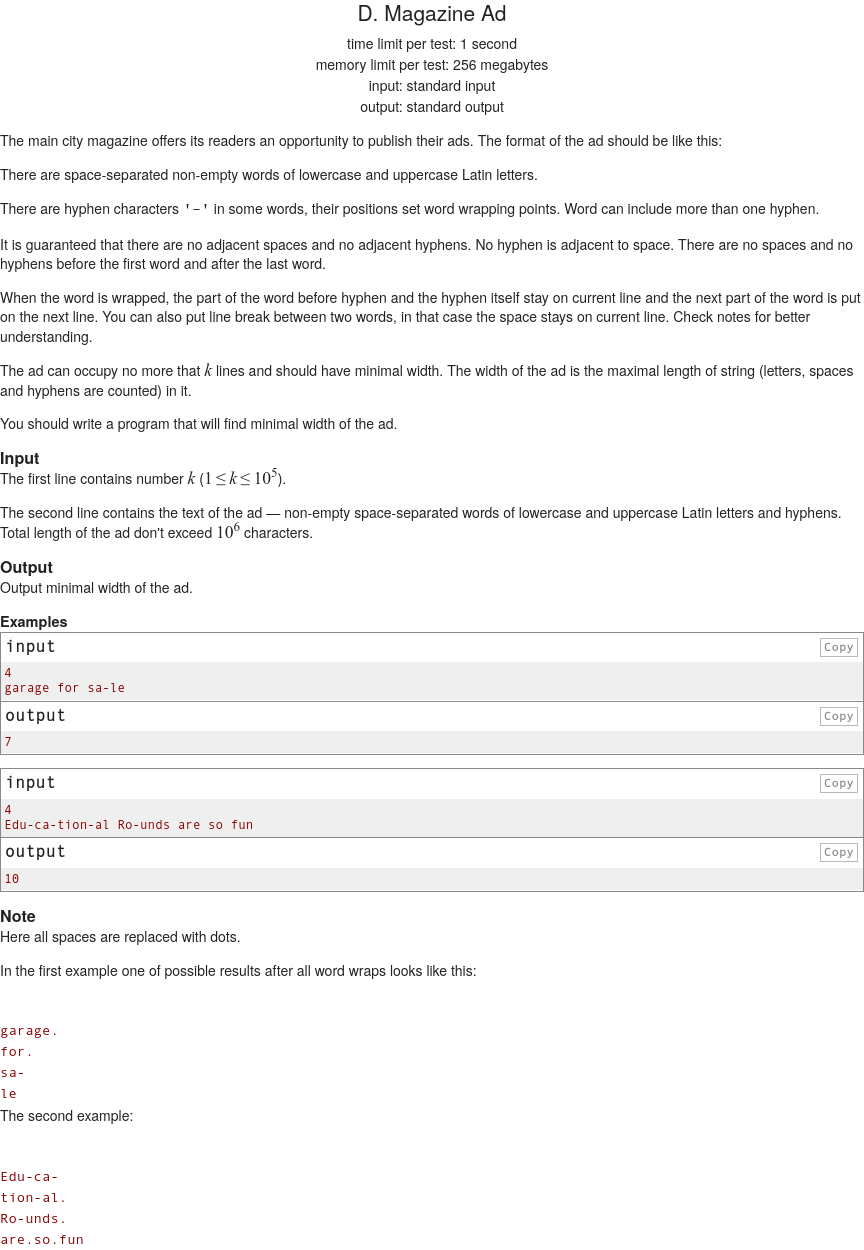 D. Magazine Ad
time limit per test: 1 second
memory limit per test: 256 megabytes
input: standard input
output: standard output
The main city magazine offers its readers an opportunity to publish their ads. The format of the ad should be like this:
There are space-separated non-empty words of lowercase and uppercase Latin letters.
There are hyphen characters '-' in some words, their positions set word wrapping points. Word can include more than one hyphen.
It is guaranteed that there are no adjacent spaces and no adjacent hyphens. No hyphen is adjacent to space. There are no spaces and no
hyphens before the first word and after the last word.
When the word is wrapped, the part of the word before hyphen and the hyphen itself stay on current line and the next part of the word is put
on the next line. You can also put line break between two words, in that case the space stays on current line. Check notes for better
understanding.
The ad can occupy no more that k lines and should have minimal width. The width of the ad is the maximal length of string (letters, spaces
and hyphens are counted) in it.
You should write a program that will find minimal width of the ad.
Input
The first line contains number k (1 ≤ k ≤ 10^5).
The second line contains the text of the ad — non-empty space-separated words of lowercase and uppercase Latin letters and hyphens.
Total length of the ad don't exceed 10^6 characters.
Output
Output minimal width of the ad.
Examples
input
Copy
4
garage for sa-le
output
Copy
7
input
Copy
4
Edu-ca-tion-al Ro-unds are so fun
output
Copy
10
Note
Here all spaces are replaced with dots.
In the first example one of possible results after all word wraps looks like this:
garage.
for.
sa-
le
The second example:
Edu-ca-
tion-al.
Ro-unds.
are.so.fun